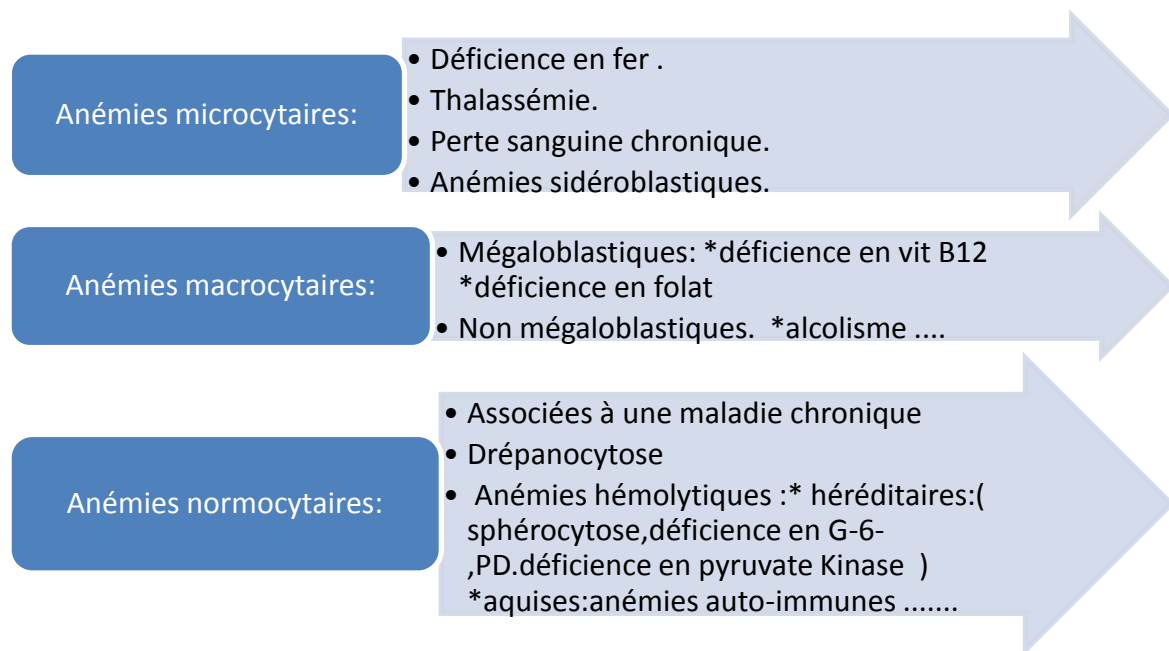 Anémies microcytaires:
• Déficience en fer .
• Thalassémie.
• Perte sanguine chronique.
• Anémies sidéroblastiques.
Anémies macrocytaires:
• Mégaloblastiques: *déficience en vit B12
*déficience en folat
• Non mégaloblastiques.  *alcolisme ....
Anémies normocytaires:
• Associées à une maladie chronique
• Drépanocytose
• Anémies hémolytiques :* héréditaires:(
sphérocytose,déficience en G-6-
,PD.déficience en pyruvate Kinase  )
*aquises:anémies auto-immunes .......